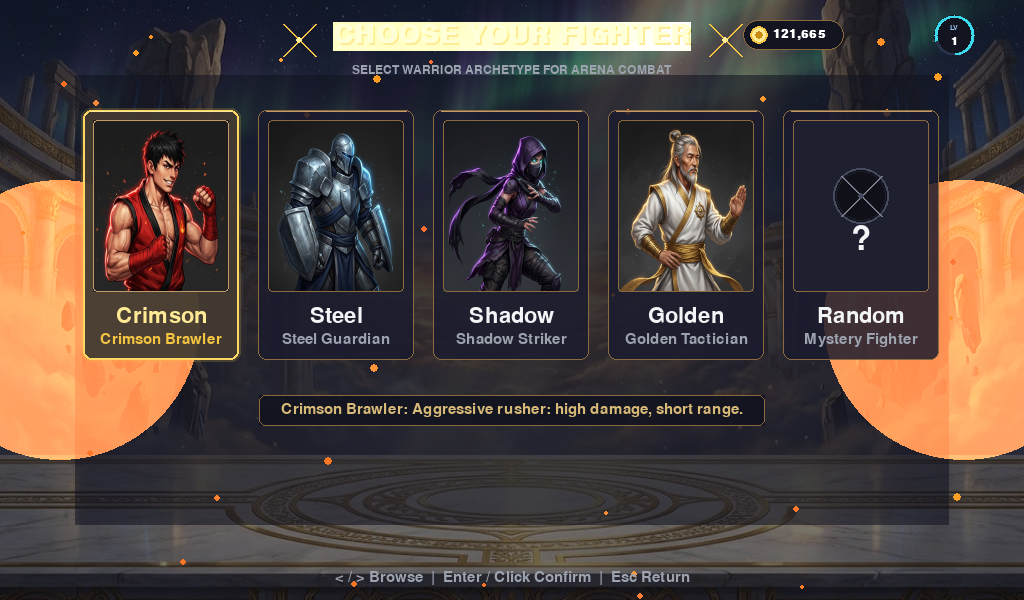 CHOOSE YOUR FIGHTER
121,665
LV
1
SELECT WARRIOR ARCHETYPE FOR ARENA COMBAT
?
Crimson
Crimson Brawler
Steel
Steel Guardian
Shadow
Shadow Striker
Golden
Golden Tactician
Random
Mystery Fighter
Crimson Brawler: Aggressive rusher: high damage, short range.
< / > Browse | Enter / Click Confirm | Esc Return